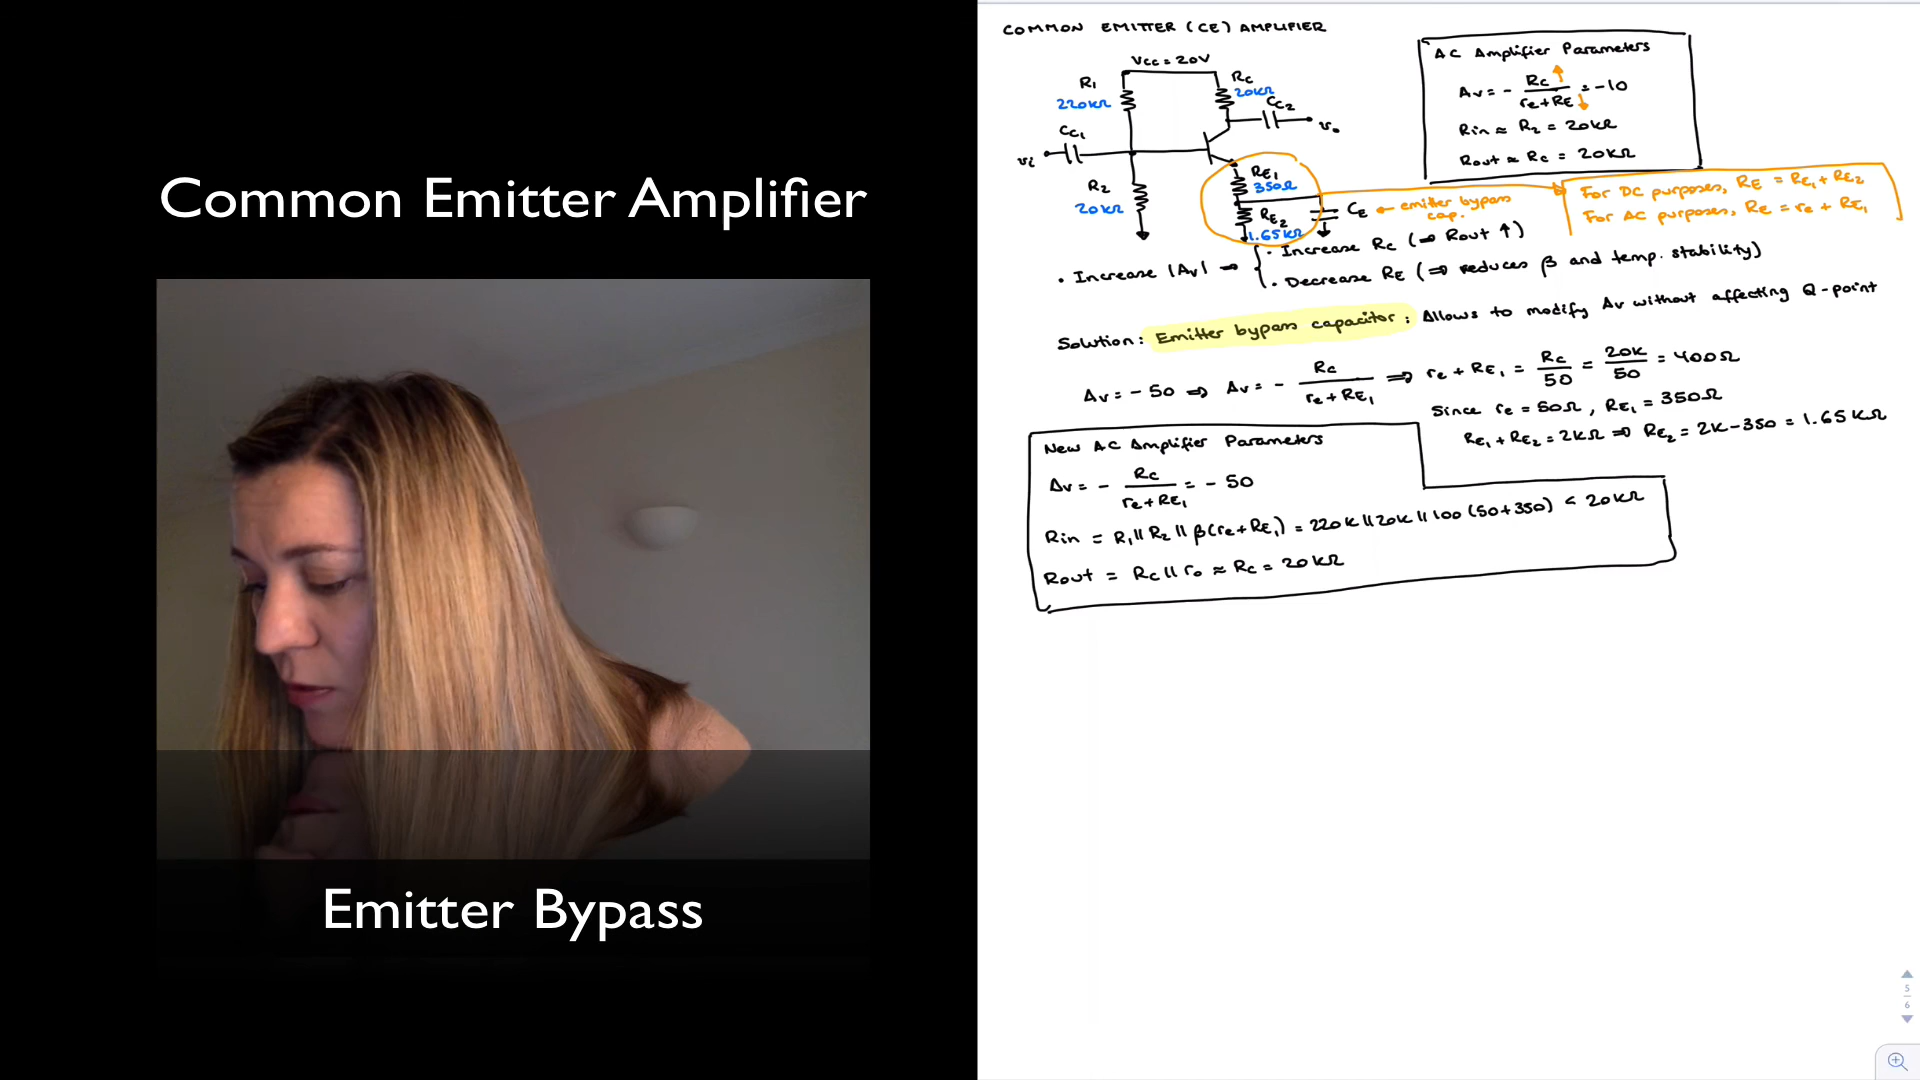 Common Emitter Amplifier
Emitter Bypass
COMMON EMITTER (CE) AMPLIFIER
Vcc = 20V
R1
220kΩ
Rc
20kΩ
Cc2
vo
Cc1
vi
R2
20kΩ
RE1
350Ω
RE2
1.65kΩ
CE ← emitter bypass
cap.
AC Amplifier Parameters
Av = - Rc / re+RE = -10
Rin ≈ R2 = 20kΩ
Rout ≈ Rc = 20kΩ
For DC purposes, RE = RE1 + RE2
For AC purposes, RE = re + RE1
• Increase |Av| → { • Increase Rc (→ Rout ↑)
• Decrease RE (⇒ reduces β and temp. stability)
Solution: Emitter bypass capacitor: Allows to modify Av without affecting Q-point
Av = -50 ⇒ Av = - Rc / re+RE1 ⇒ re + RE1 = Rc / 50 = 20k / 50 = 400Ω
Since re = 50Ω, RE1 = 350Ω
RE1 + RE2 = 2kΩ ⇒ RE2 = 2k-350 = 1.65kΩ
New AC Amplifier Parameters
Av = - Rc / re+RE1 = -50
Rin = R1 || R2 || β(re+RE1) = 220k || 20k || 100 (50+350) < 20kΩ
Rout = Rc || ro ≈ Rc = 20kΩ
5
6